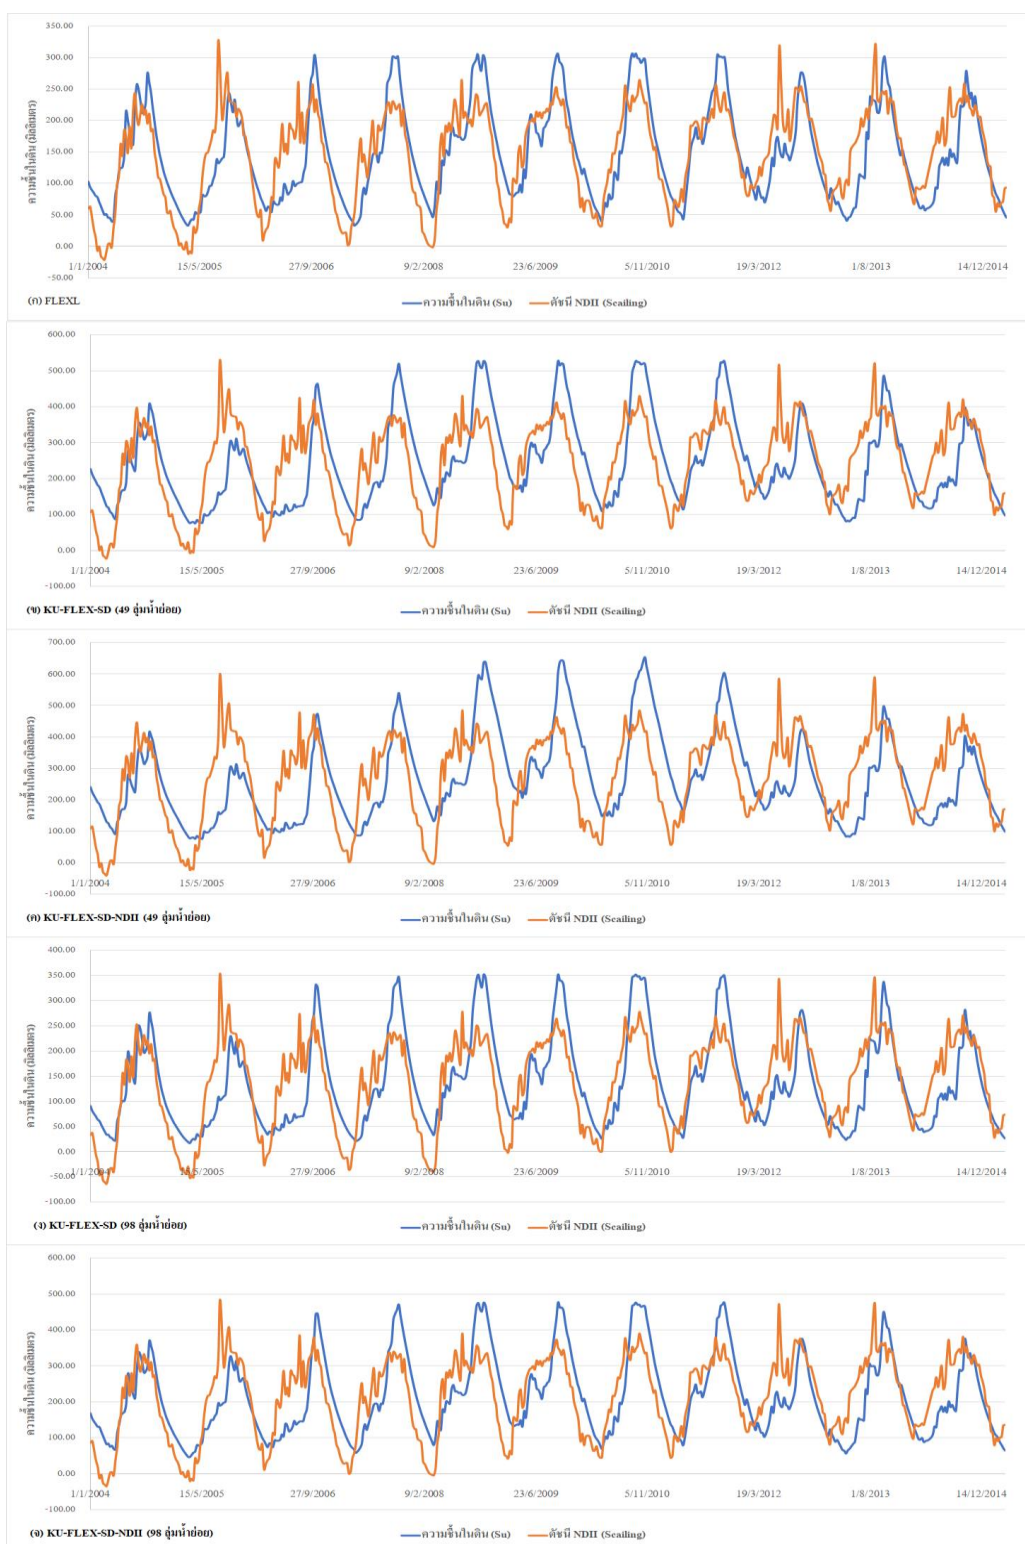 350.00
300.00
250.00
200.00
150.00
100.00
50.00
0.00
-50.00
ความชื้นในดิน (มิลลิเมตร)
1/1/2004 15/5/2005 27/9/2006 9/2/2008 23/6/2009 5/11/2010 19/3/2012 1/8/2013 14/12/2014
(ก) FLEXL
ความชื้นในดิน (Su) ดัชนี NDII (Scailing)
600.00
500.00
400.00
300.00
200.00
100.00
0.00
-100.00
ความชื้นในดิน (มิลลิเมตร)
1/1/2004 15/5/2005 27/9/2006 9/2/2008 23/6/2009 5/11/2010 19/3/2012 1/8/2013 14/12/2014
(ข) KU-FLEX-SD (49 ลุ่มน้ำย่อย)
ความชื้นในดิน (Su) ดัชนี NDII (Scailing)
700.00
600.00
500.00
400.00
300.00
200.00
100.00
0.00
-100.00
ความชื้นในดิน (มิลลิเมตร)
1/1/2004 15/5/2005 27/9/2006 9/2/2008 23/6/2009 5/11/2010 19/3/2012 1/8/2013 14/12/2014
(ค) KU-FLEX-SD-NDII (49 ลุ่มน้ำย่อย)
ความชื้นในดิน (Su) ดัชนี NDII (Scailing)
400.00
350.00
300.00
250.00
200.00
150.00
100.00
50.00
0.00
-50.00
-100.00
ความชื้นในดิน (มิลลิเมตร)
1/1/2004 15/5/2005 27/9/2006 9/2/2008 23/6/2009 5/11/2010 19/3/2012 1/8/2013 14/12/2014
(ง) KU-FLEX-SD (98 ลุ่มน้ำย่อย)
ความชื้นในดิน (Su) ดัชนี NDII (Scailing)
600.00
500.00
400.00
300.00
200.00
100.00
0.00
-100.00
ความชื้นในดิน (มิลลิเมตร)
1/1/2004 15/5/2005 27/9/2006 9/2/2008 23/6/2009 5/11/2010 19/3/2012 1/8/2013 14/12/2014
(จ) KU-FLEX-SD-NDII (98 ลุ่มน้ำย่อย)
ความชื้นในดิน (Su) ดัชนี NDII (Scailing)